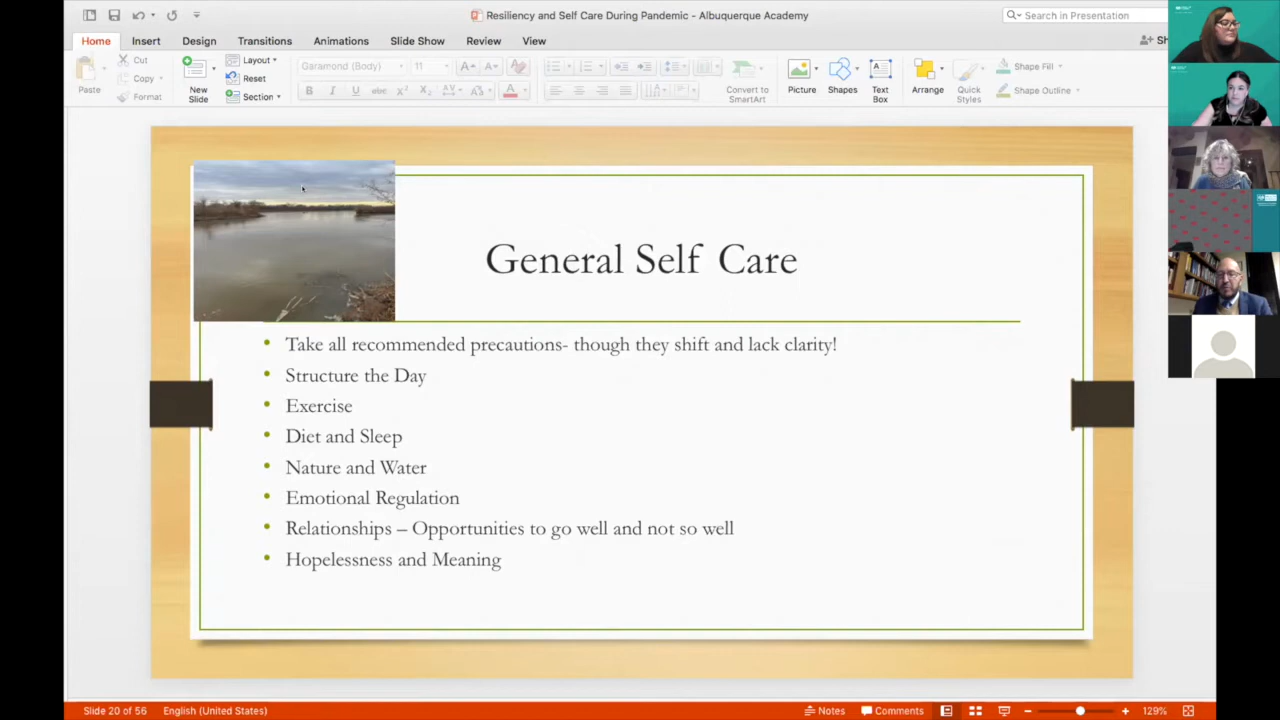 Resiliency and Self Care During Pandemic - Albuquerque Academy
Search in Presentation
Home Insert Design Transitions Animations Slide Show Review View
Paste
Cut
Copy
Format
New Slide
Layout
Reset
Section
Garamond (Body) 11
Convert to SmartArt
Picture
Shapes
Text Box
Arrange
Quick Styles
Shape Fill
Shape Outline
General Self Care
• Take all recommended precautions- though they shift and lack clarity!
• Structure the Day
• Exercise
• Diet and Sleep
• Nature and Water
• Emotional Regulation
• Relationships – Opportunities to go well and not so well
• Hopelessness and Meaning
Slide 20 of 56 English (United States) Notes Comments 129%